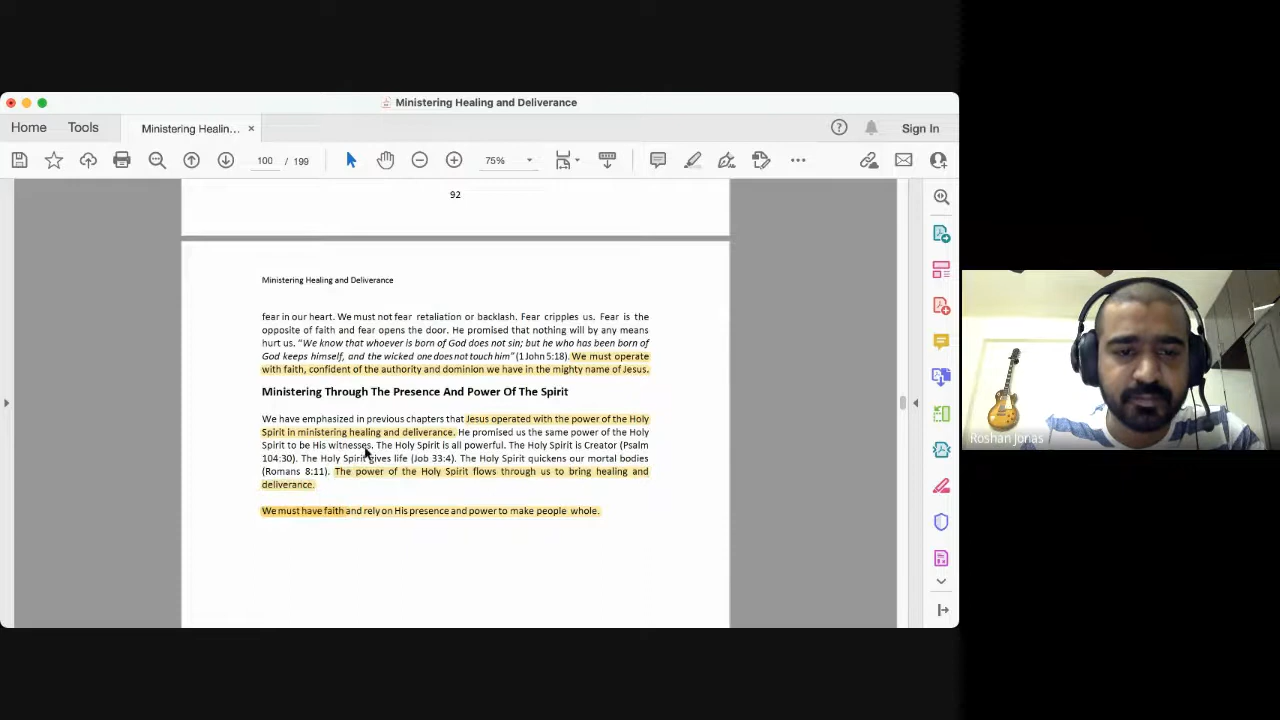 Ministering Healing and Deliverance
Home Tools Ministering Healin... × Sign In
100 / 199 75%
92
Ministering Healing and Deliverance
fear in our heart. We must not fear retaliation or backlash. Fear cripples us. Fear is the
opposite of faith and fear opens the door. He promised that nothing will by any means
hurt us. "We know that whoever is born of God does not sin; but he who has been born of
God keeps himself, and the wicked one does not touch him" (1 John 5:18). We must operate
with faith, confident of the authority and dominion we have in the mighty name of Jesus.
Ministering Through The Presence And Power Of The Spirit
We have emphasized in previous chapters that Jesus operated with the power of the Holy
Spirit in ministering healing and deliverance. He promised us the same power of the Holy
Spirit to be His witnesses. The Holy Spirit is all powerful. The Holy Spirit is Creator (Psalm
104:30). The Holy Spirit gives life (Job 33:4). The Holy Spirit quickens our mortal bodies
(Romans 8:11). The power of the Holy Spirit flows through us to bring healing and
deliverance.
We must have faith and rely on His presence and power to make people whole.
Roshan Jonas